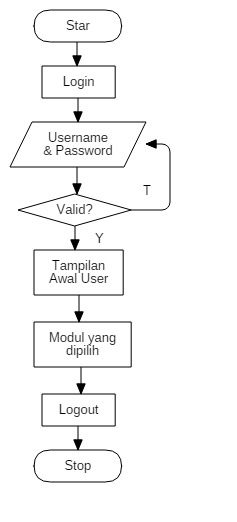 Star
Login
Username
& Password
Valid?
T
Y
Tampilan
Awal User
Modul yang
dipilih
Logout
Stop